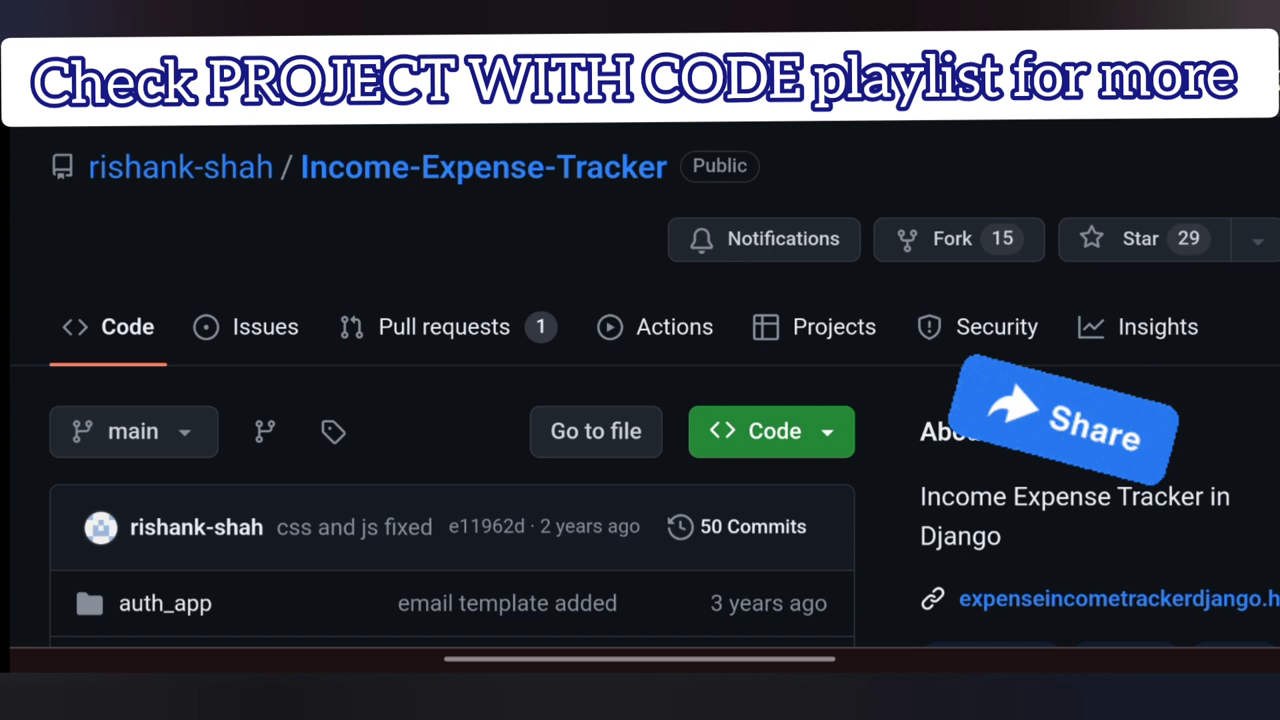 Check PROJECT WITH CODE playlist for more
rishank-shah / Income-Expense-Tracker Public
Notifications Fork 15 Star 29
Code Issues Pull requests 1 Actions Projects Security Insights
main Go to file Code
Share
Income Expense Tracker in
Django
rishank-shah css and js fixed e11962d · 2 years ago 50 Commits
auth_app email template added 3 years ago
expenseincometrackerdjango.h